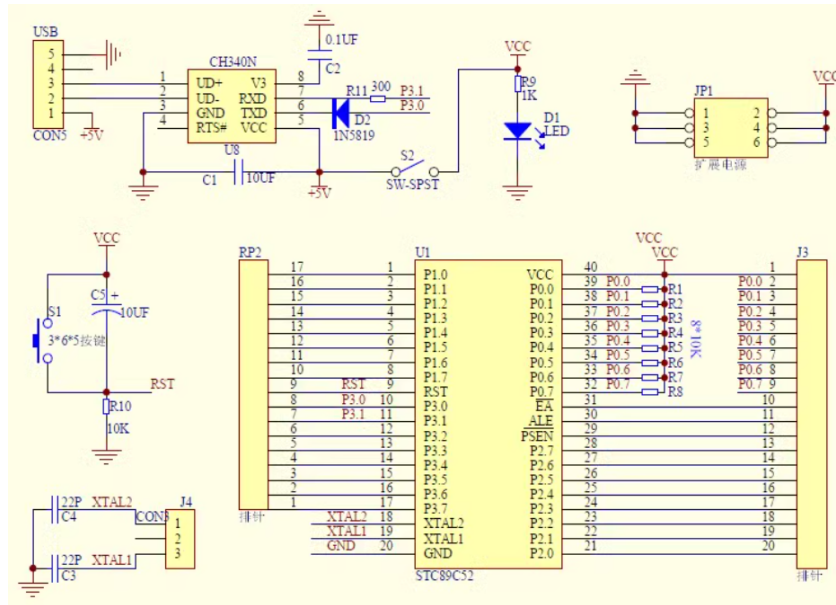 USB
5
4
3
2
1
CON5
+5V
CH340N
1 UD+ V3 8
2 UD- RXD 7
3 GND TXD 6
4 RTS# VCC 5
U8
0.1UF
C2
R11 300 P3.1
P3.0
D2
1N5819
C1 10UF
+5V
S2
SW-SPST
VCC
R9
1K
D1
LED
JP1
VCC
1 2
3 4
5 6
扩展电源
VCC
C5 +
10UF
S1
3*6*5按键
RST
R10
10K
22P XTAL2
C4
22P XTAL1
C3
J4
CON3
1
2
3
RP2
17
16
15
14
13
12
11
10
9 RST
8 P3.0
7 P3.1
6
5
4
3
2
1
排针
XTAL2
XTAL1
GND
U1
1 P1.0 VCC 40
2 P1.1 P0.0 39
3 P1.2 P0.1 38
4 P1.3 P0.2 37
5 P1.4 P0.3 36
6 P1.5 P0.4 35
7 P1.6 P0.5 34
8 P1.7 P0.6 33
9 RST P0.7 32
10 P3.0 EA 31
11 P3.1 ALE 30
12 P3.2 PSEN 29
13 P3.3 P2.7 28
14 P3.4 P2.6 27
15 P3.5 P2.5 26
16 P3.6 P2.4 25
17 P3.7 P2.3 24
18 XTAL2 P2.2 23
19 XTAL1 P2.1 22
20 GND P2.0 21
STC89C52
VCC
VCC
P0.0 R1
P0.1 R2
P0.2 R3
P0.3 R4
P0.4 R5
P0.5 R6
P0.6 R7
P0.7 R8
8*10K
J3
1
P0.0 2
P0.1 3
P0.2 4
P0.3 5
P0.4 6
P0.5 7
P0.6 8
P0.7 9
10
11
12
13
14
15
16
17
18
19
20
排针